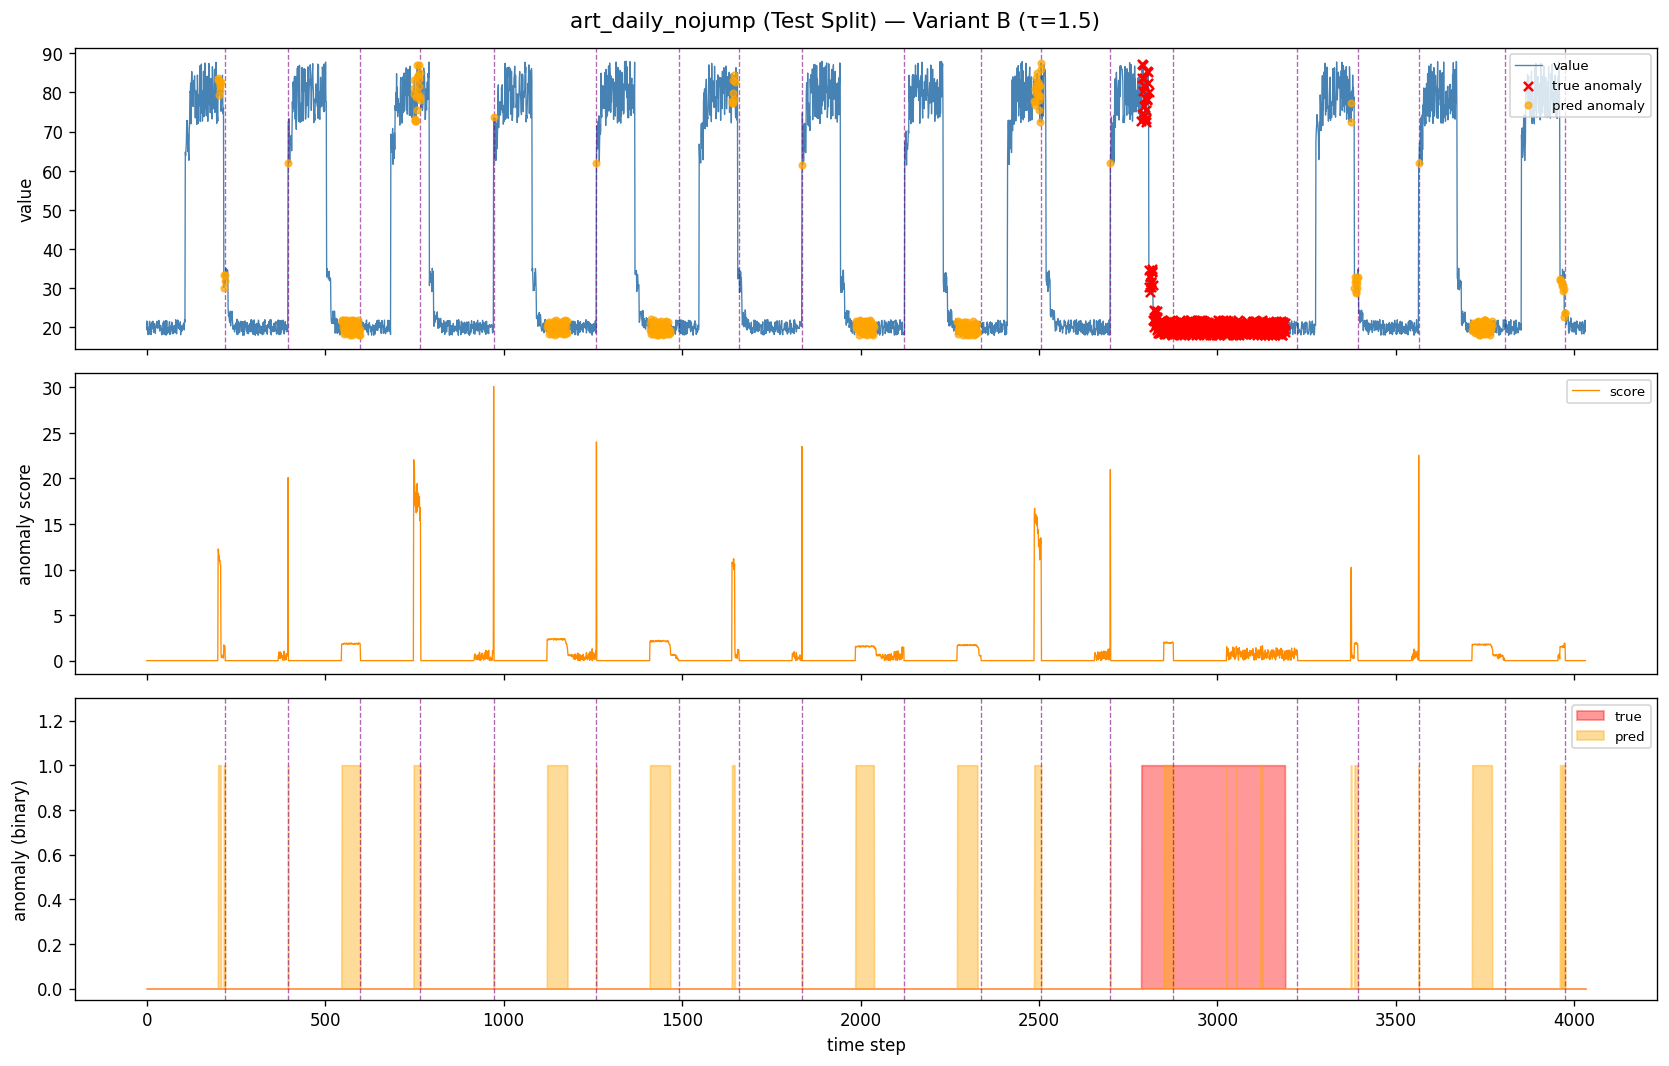 art_daily_nojump (Test Split) — Variant B (τ=1.5)
value
90
80
70
60
50
40
30
20
value
true anomaly
pred anomaly
anomaly score
30
25
20
15
10
5
0
score
anomaly (binary)
1.2
1.0
0.8
0.6
0.4
0.2
0.0
true
pred
0 500 1000 1500 2000 2500 3000 3500 4000
time step